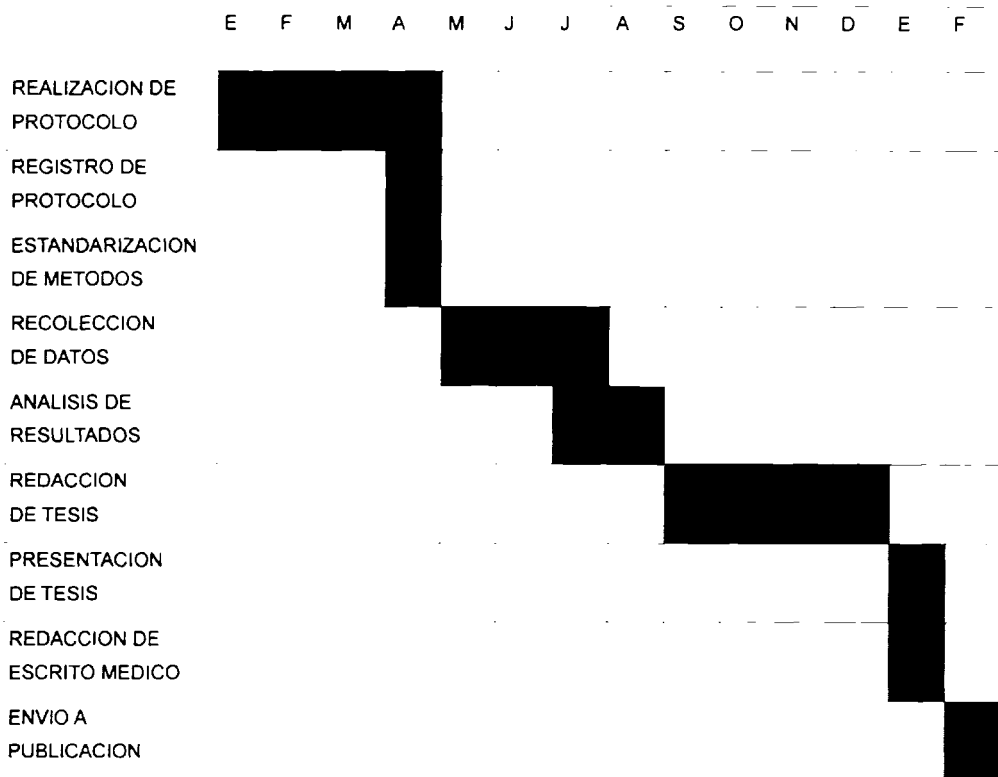 E F M A M J J A S O N D E F
REALIZACION DE
PROTOCOLO
REGISTRO DE
PROTOCOLO
ESTANDARIZACION
DE METODOS
RECOLECCION
DE DATOS
ANALISIS DE
RESULTADOS
REDACCION
DE TESIS
PRESENTACION
DE TESIS
REDACCION DE
ESCRITO MEDICO
ENVIO A
PUBLICACION